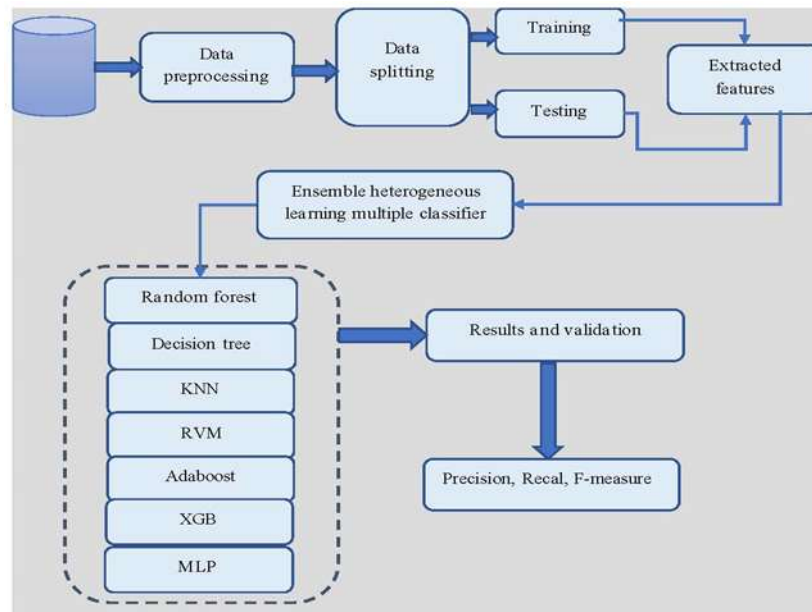 Data
preprocessing
Data
splitting
Training
Testing
Extracted
features
Ensemble heterogeneous
learning multiple classifier
Random forest
Decision tree
KNN
RVM
Adaboost
XGB
MLP
Results and validation
Precision, Recal, F-measure